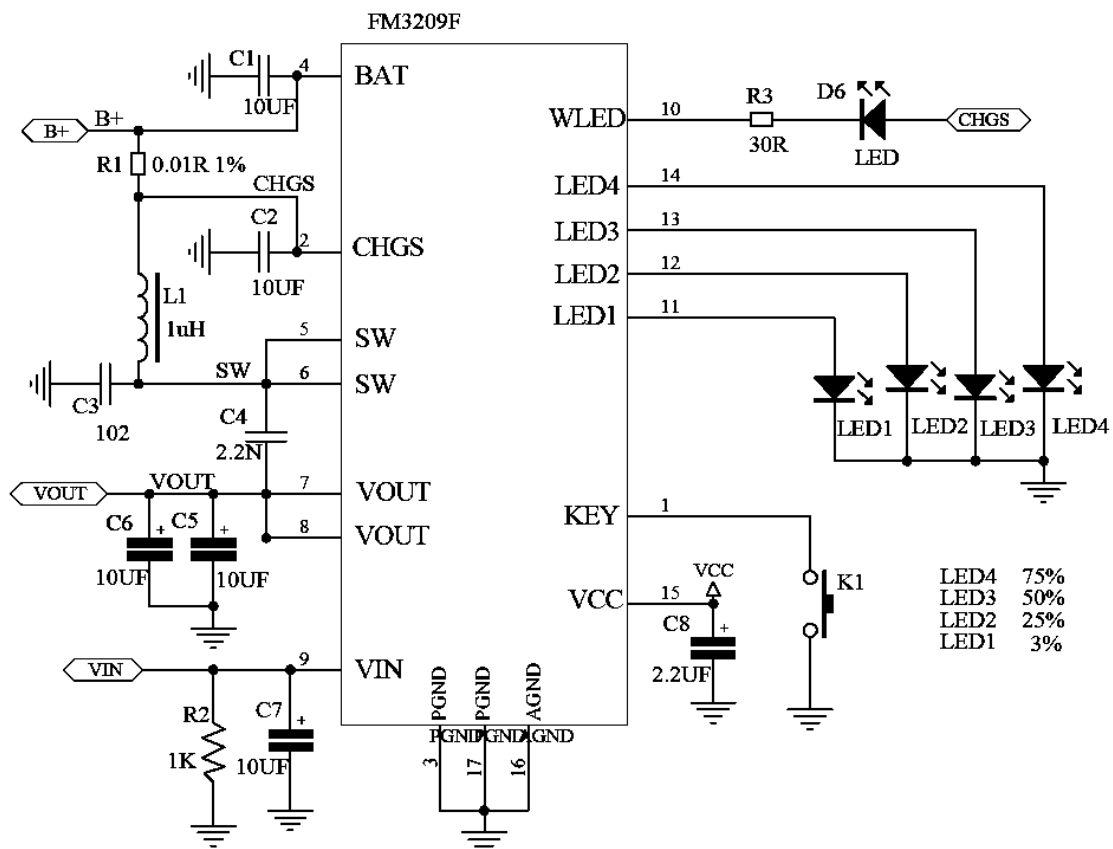 FM3209F
C1
10UF
4
BAT
B+
B+
R1
0.01R 1%
CHGS
C2
10UF
2
CHGS
L1
1uH
5
SW
SW
6
SW
C3
102
C4
2.2N
VOUT
VOUT
7
VOUT
8
VOUT
C6
10UF
C5
10UF
VIN
9
VIN
R2
1K
C7
10UF
PGND
PGND
AGND
PGND
PGND
AGND
3
17
16
WLED
10
R3
30R
D6
LED
CHGS
LED4
14
LED3
13
LED2
12
LED1
11
LED1
LED2
LED3
LED4
KEY
1
K1
VCC
15
VCC
C8
2.2UF
LED4 75%
LED3 50%
LED2 25%
LED1 3%